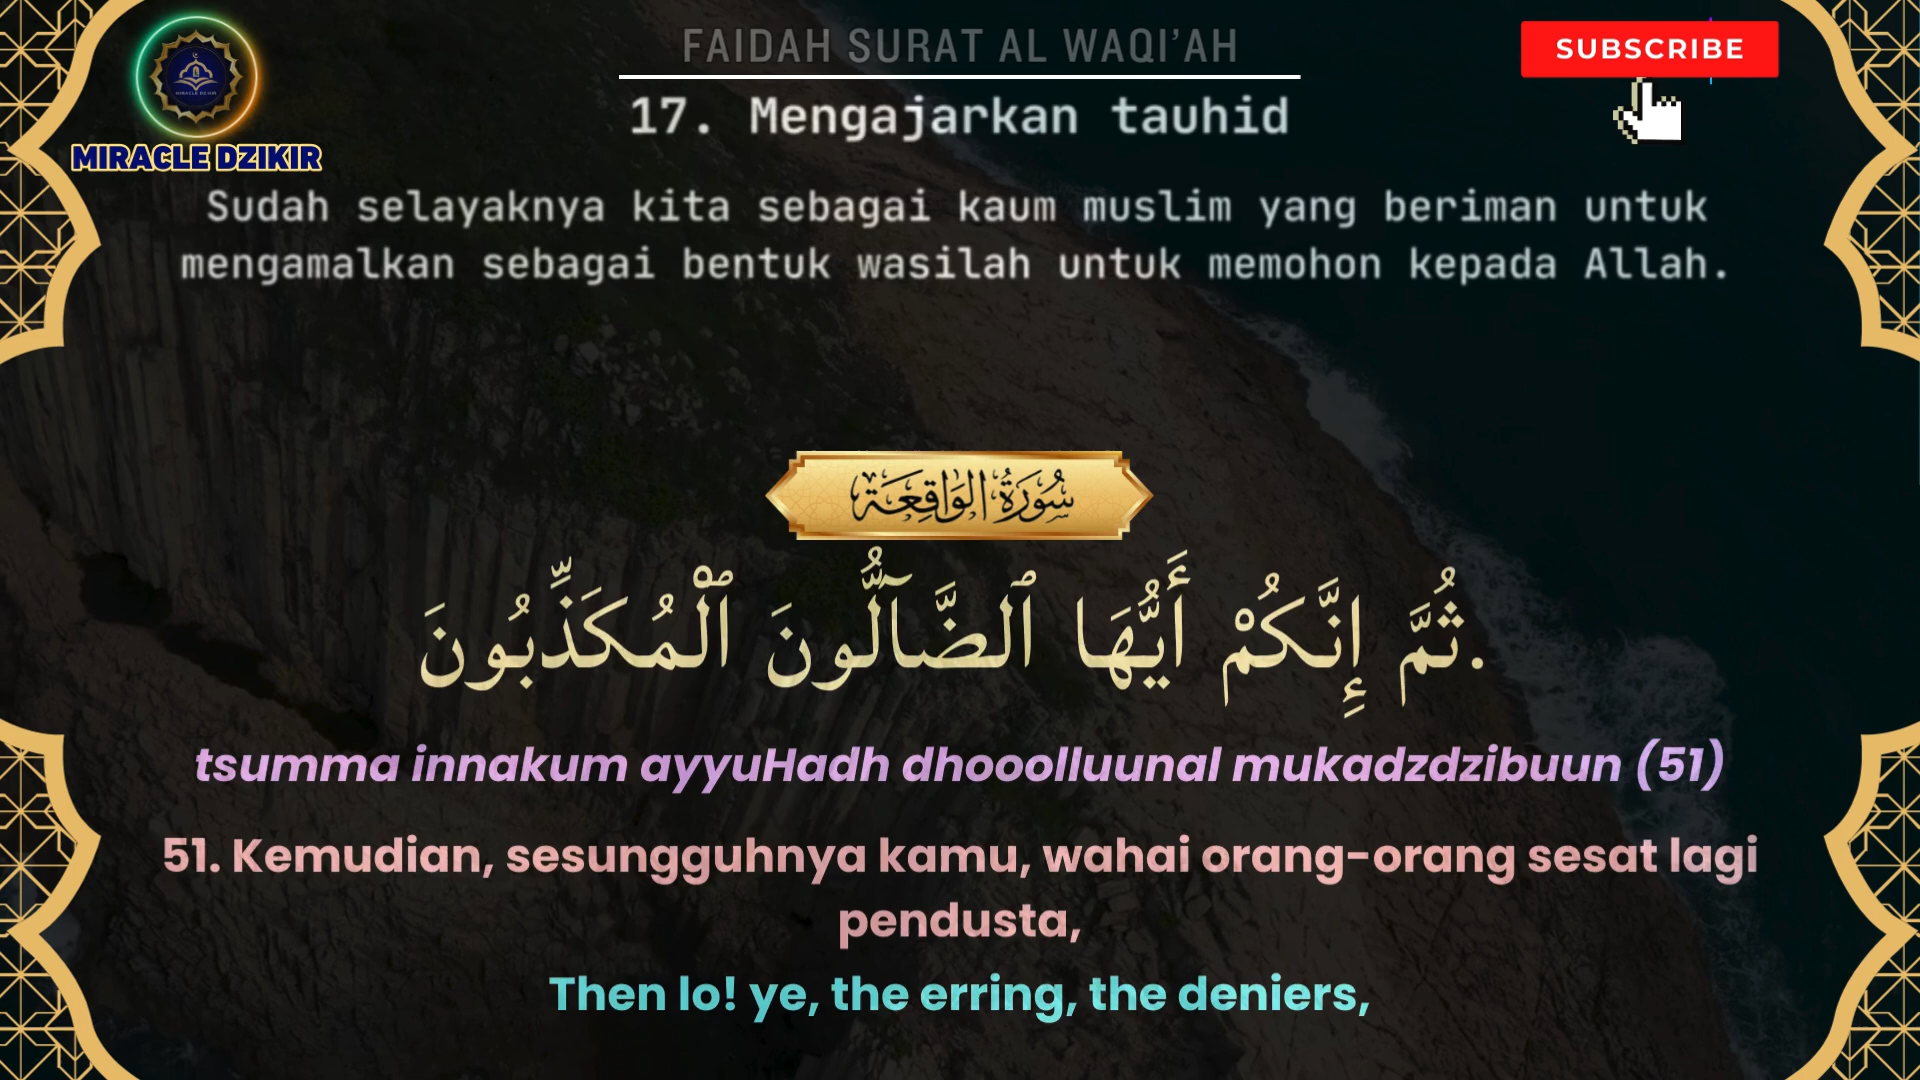 FAIDAH SURAT AL WAQI’AH
SUBSCRIBE
17. Mengajarkan tauhid
MIRACLE DZIKIR
Sudah selayaknya kita sebagai kaum muslim yang beriman untuk
mengamalkan sebagai bentuk wasilah untuk memohon kepada Allah.
سُورَةُ الوَاقِعَة
.ثُمَّ إِنَّكُمْ أَيُّهَا ٱلضَّآلُّونَ ٱلْمُكَذِّبُونَ
tsumma innakum ayyuHadh dhooolluunal mukadzdzibuun (51)
51. Kemudian, sesungguhnya kamu, wahai orang-orang sesat lagi
pendusta,
Then lo! ye, the erring, the deniers,